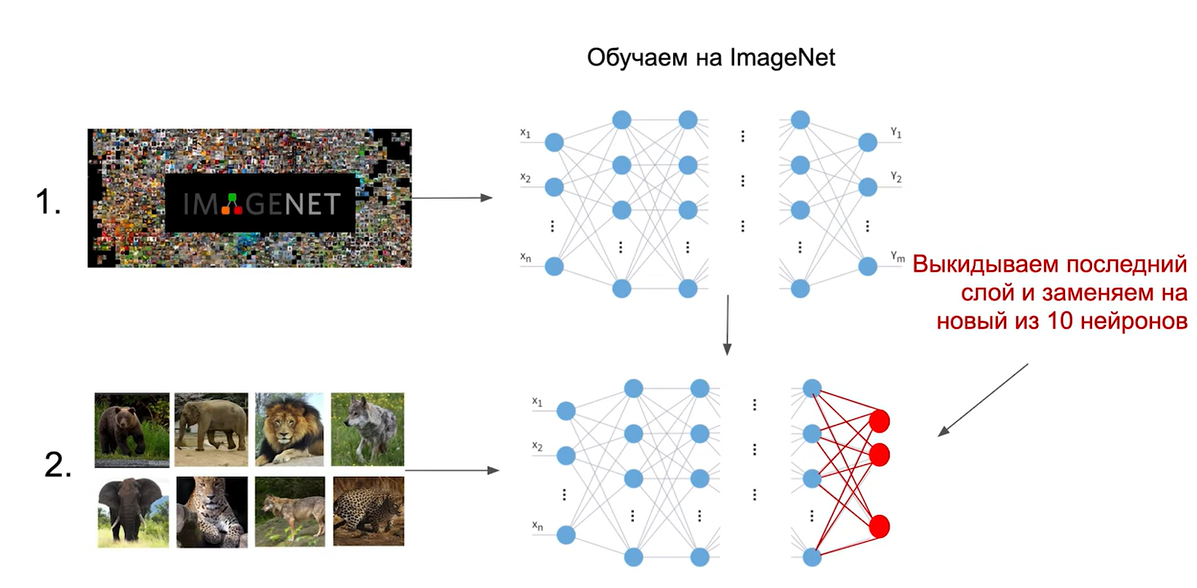 Обучаем на ImageNet
1.
IMAGENET
x1
x2
xn
Y1
Y2
Ym
Выкидываем последний
слой и заменяем на
новый из 10 нейронов
2.
x1
x2
xn